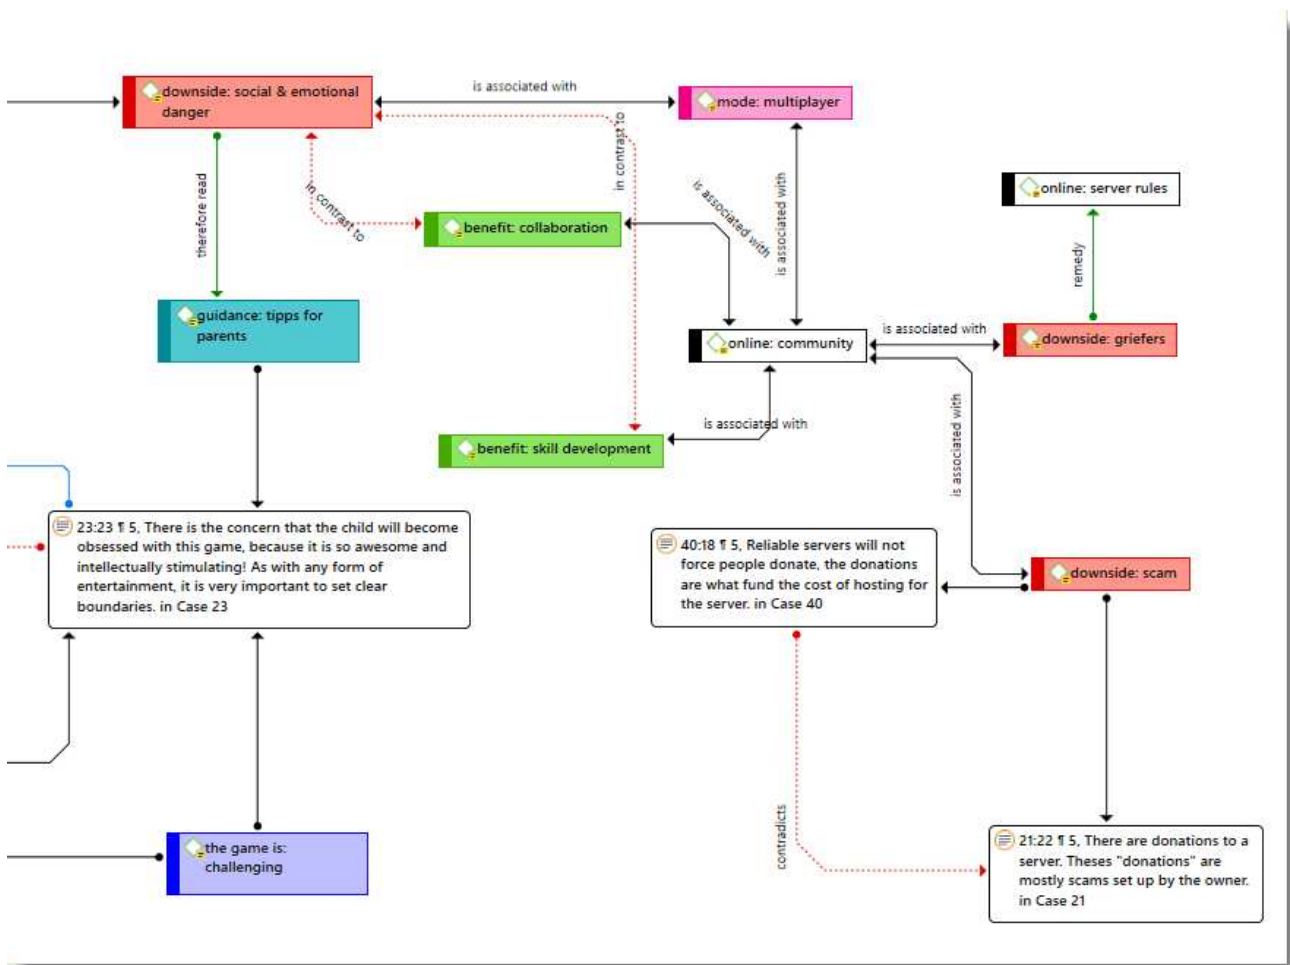 downside: social & emotional
danger
is associated with
mode: multiplayer
in contrast to
in contrast to
therefore read
is associated with
is associated with
online: server rules
benefit: collaboration
remedy
guidance: tipps for
parents
online: community
is associated with
downside: griefers
is associated with
benefit: skill development
is associated with
23:23 ¶ 5, There is the concern that the child will become
obsessed with this game, because it is so awesome and
intellectually stimulating! As with any form of
entertainment, it is very important to set clear
boundaries. in Case 23
40:18 ¶ 5, Reliable servers will not
force people donate, the donations
are what fund the cost of hosting for
the server. in Case 40
downside: scam
contradicts
the game is:
challenging
21:22 ¶ 5, There are donations to a
server. Theses "donations" are
mostly scams set up by the owner.
in Case 21